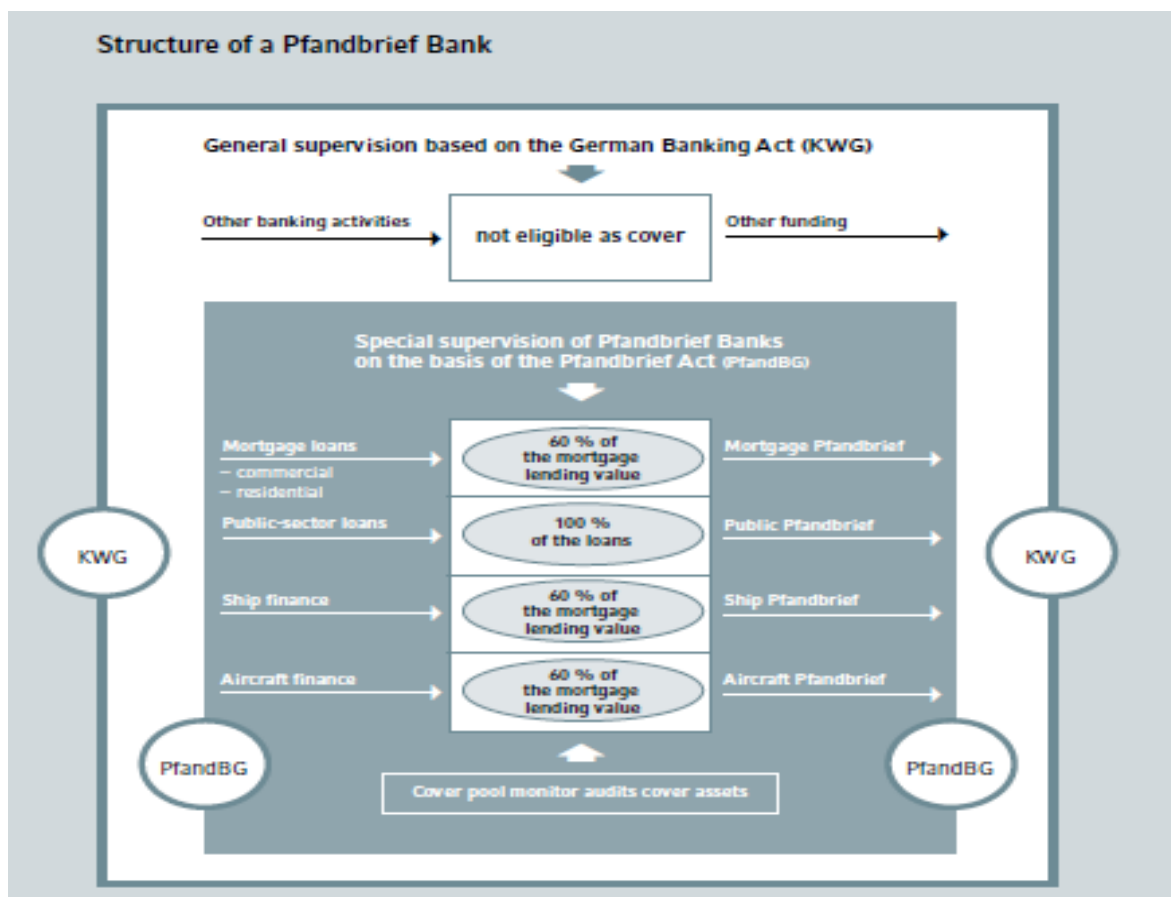 Structure of a Pfandbrief Bank
General supervision based on the German Banking Act (KWG)
Other banking activities
not eligible as cover
Other funding
Special supervision of Pfandbrief Banks
on the basis of the Pfandbrief Act (PfandBG)
Mortgage loans
– commercial
– residential
60 % of
the mortgage
lending value
Mortgage Pfandbrief
Public-sector loans
100 %
of the loans
Public Pfandbrief
KWG
KWG
Ship finance
60 % of
the mortgage
lending value
Ship Pfandbrief
Aircraft finance
60 % of
the mortgage
lending value
Aircraft Pfandbrief
PfandBG
PfandBG
Cover pool monitor audits cover assets